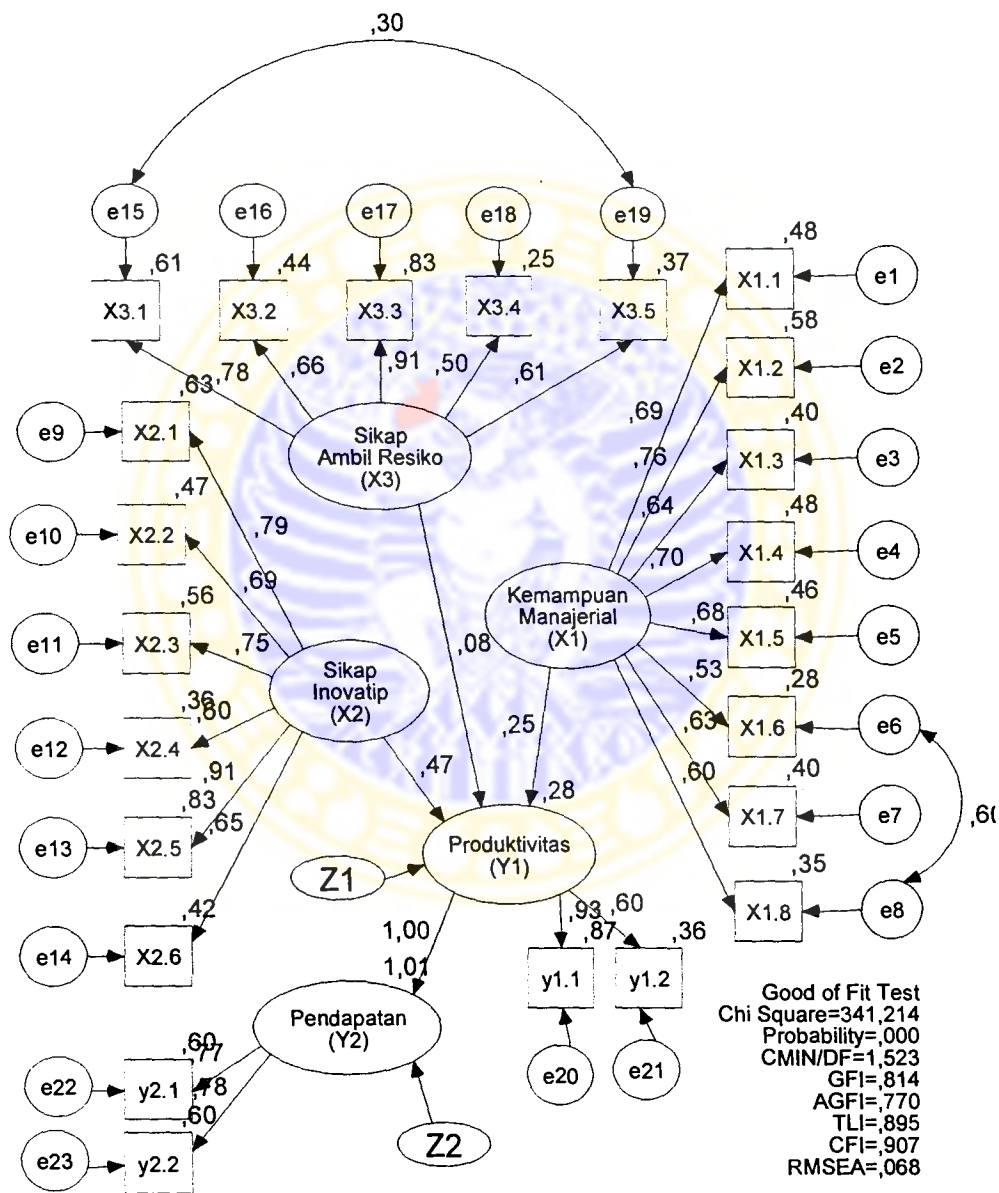 ,30
e15
e16
e17
e18
e19
,61
,44
,83
,25
,37
X3.1
X3.2
X3.3
X3.4
X3.5
,78
,66
,91
,50
,61
Sikap
Ambil Resiko
(X3)
,48
X1.1
e1
,58
X1.2
e2
,40
X1.3
e3
,48
X1.4
e4
,46
X1.5
e5
,28
X1.6
e6
,40
X1.7
e7
,35
X1.8
e8
,60
,69
,76
,64
,70
,68
,53
,63
,60
Kemampuan
Manajerial
(X1)
,63
e9
X2.1
,47
e10
X2.2
,56
e11
X2.3
,36
e12
X2.4
,83
e13
X2.5
,42
e14
X2.6
,79
,69
,75
,60
,91
,65
Sikap
Inovatip
(X2)
,08
,25
,47
,28
Produktivitas
(Y1)
Z1
,93
,60
,87
,36
y1.1
y1.2
e20
e21
1,00
1,01
Pendapatan
(Y2)
Z2
,60
,77
e22
y2.1
,78
,60
e23
y2.2
Good of Fit Test
Chi Square=341,214
Probability=,000
CMIN/DF=1,523
GFI=,814
AGFI=,770
TLI=,895
CFI=,907
RMSEA=,068